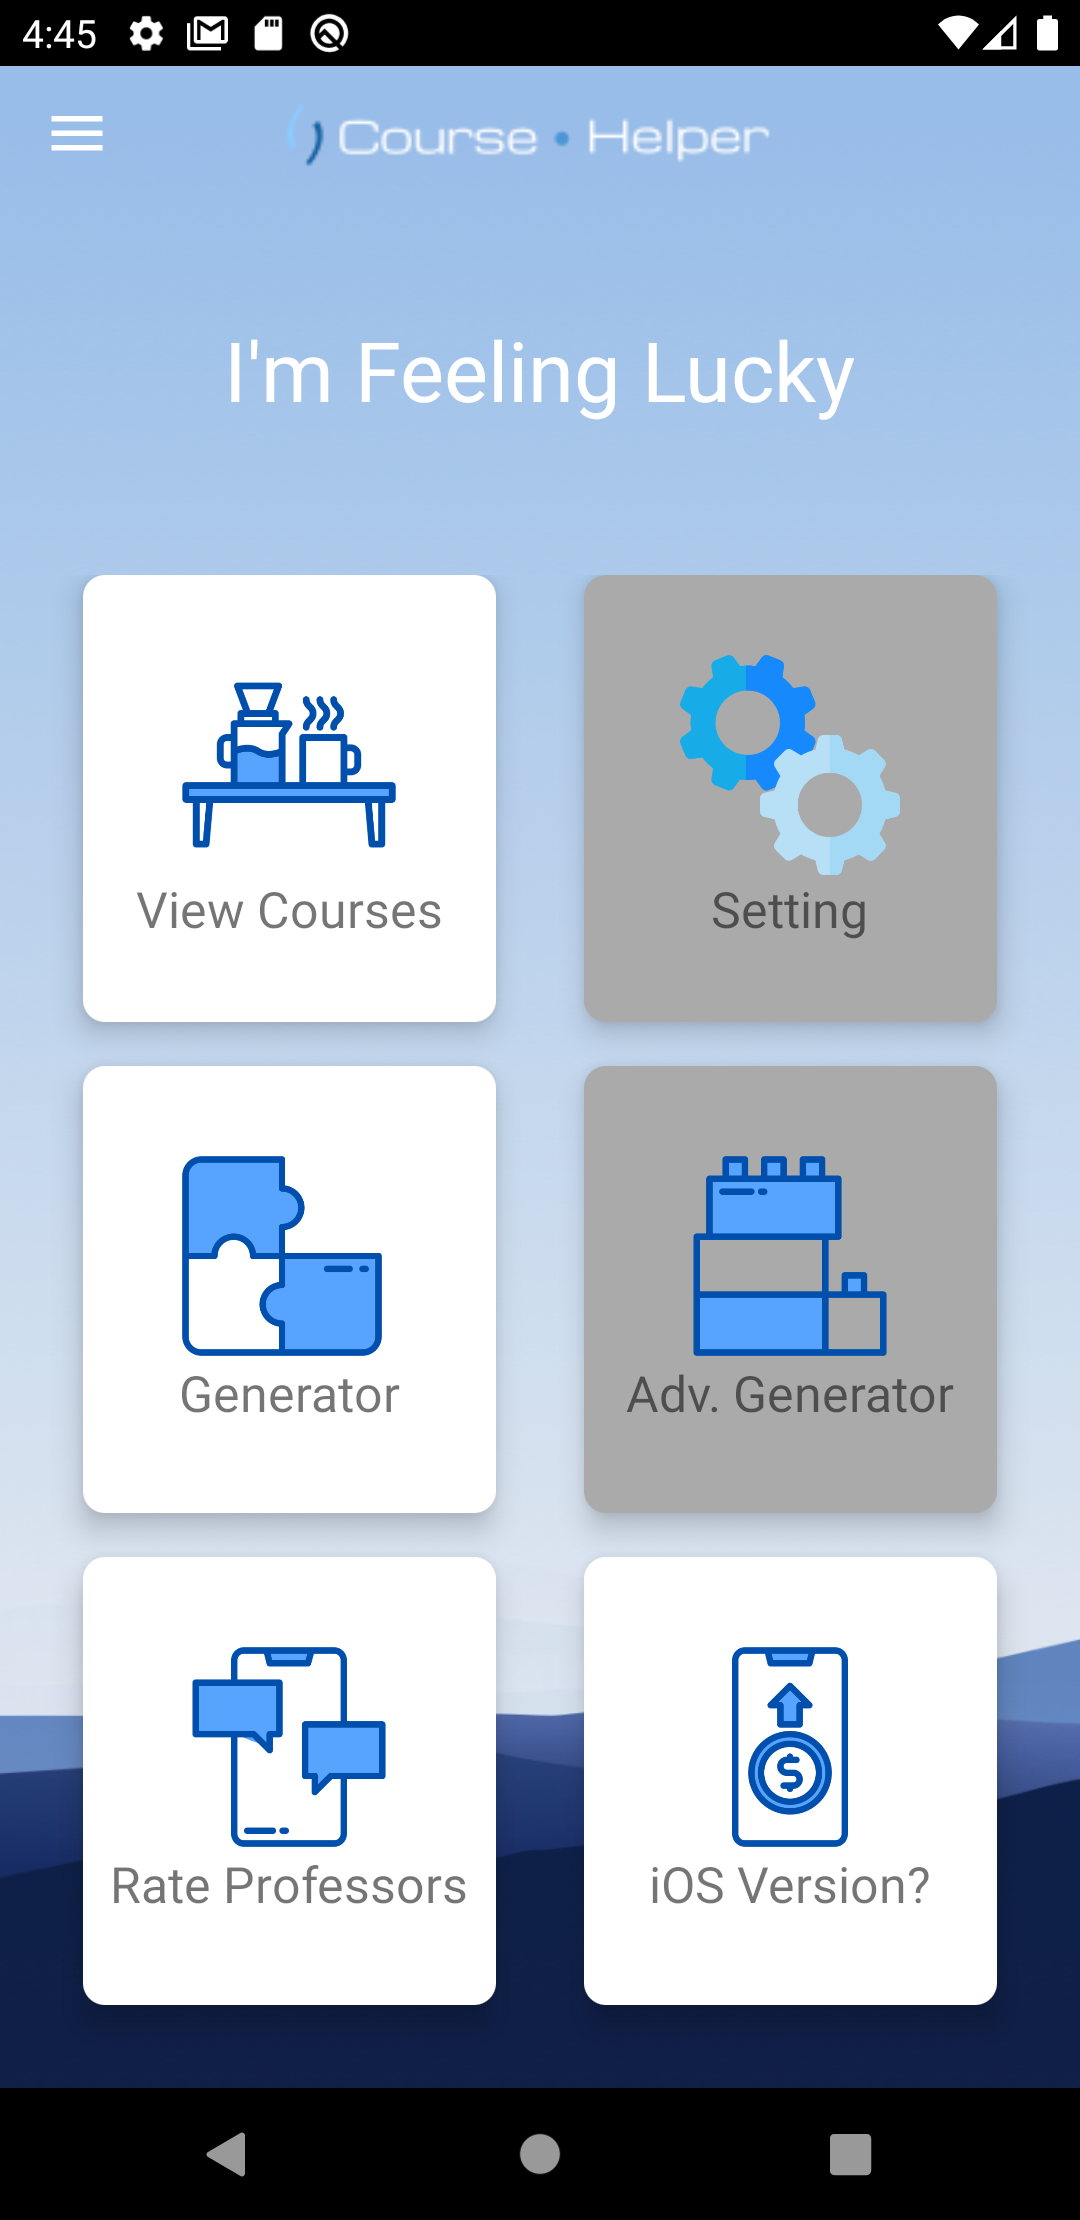 4:45
Course • Helper
I'm Feeling Lucky
View Courses
Setting
Generator
Adv. Generator
Rate Professors
$
iOS Version?